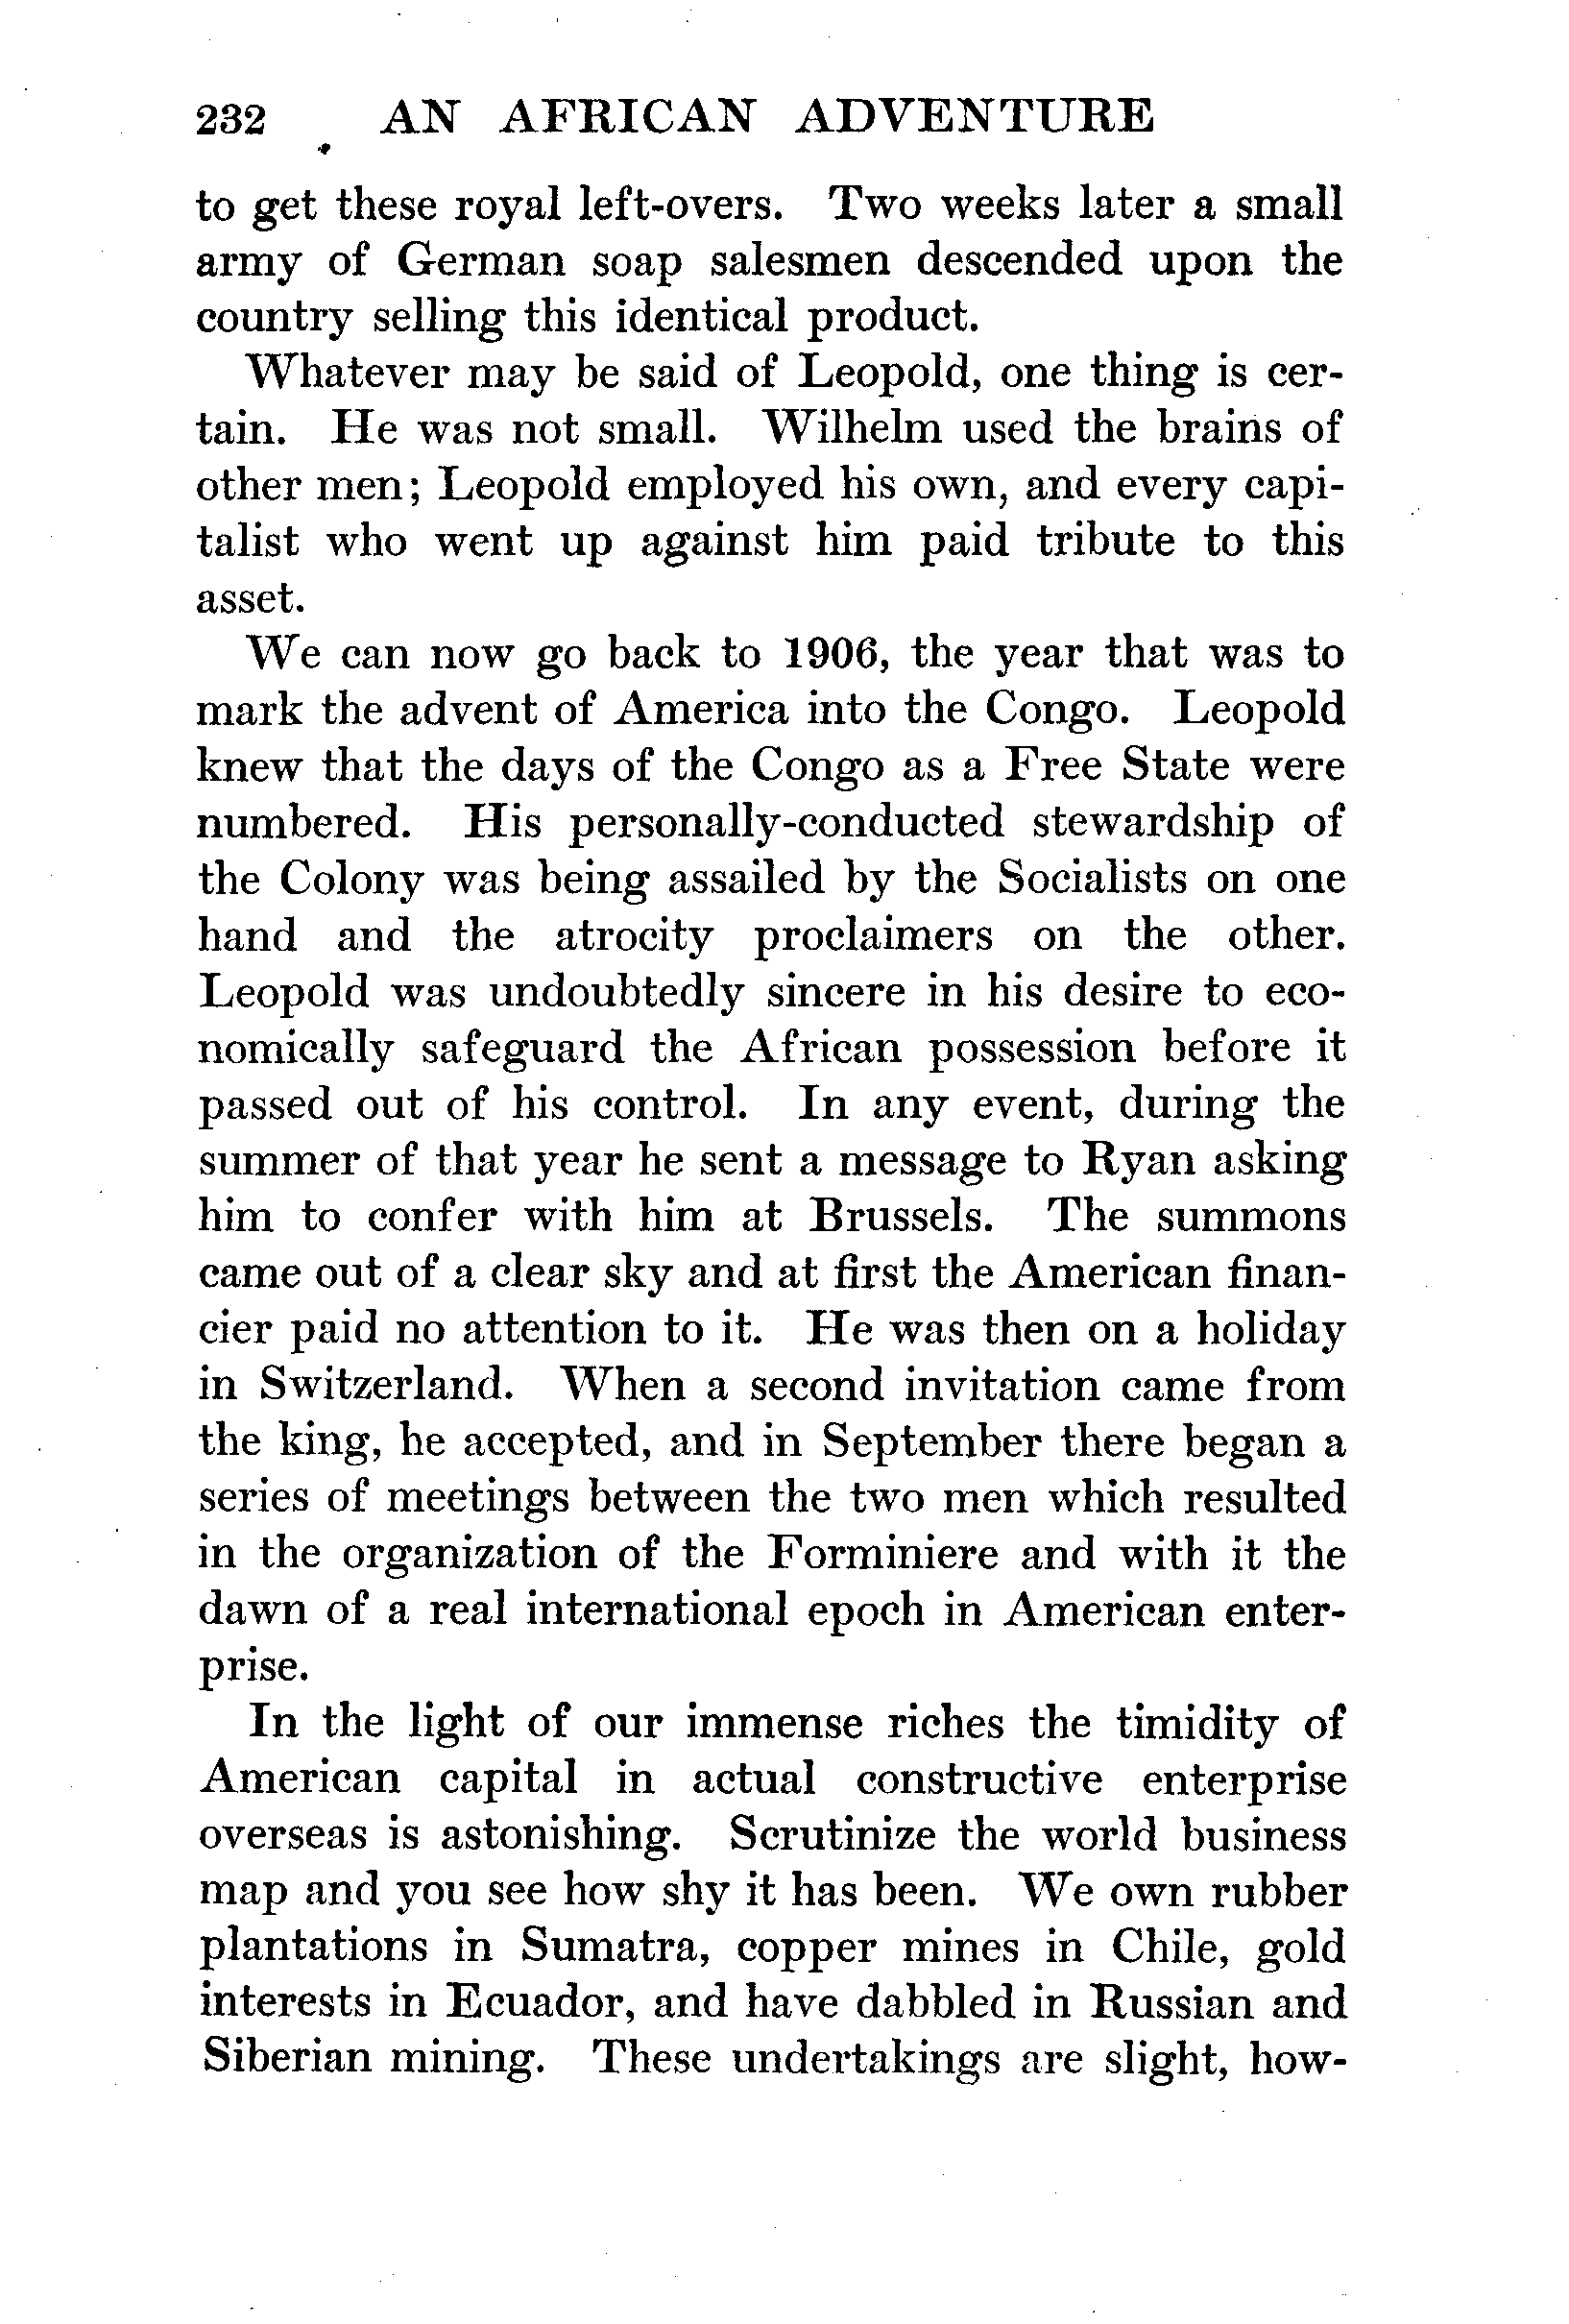 232 AN AFRICAN ADVENTURE
to get these royal left-overs. Two weeks later a small
army of German soap salesmen descended upon the
country selling this identical product.
Whatever may be said of Leopold, one thing is cer-
tain. He was not small. Wilhelm used the brains of
other men; Leopold employed his own, and every capi-
talist who went up against him paid tribute to this
asset.
We can now go back to 1906, the year that was to
mark the advent of America into the Congo. Leopold
knew that the days of the Congo as a Free State were
numbered. His personally-conducted stewardship of
the Colony was being assailed by the Socialists on one
hand and the atrocity proclaimers on the other.
Leopold was undoubtedly sincere in his desire to eco-
nomically safeguard the African possession before it
passed out of his control. In any event, during the
summer of that year he sent a message to Ryan asking
him to confer with him at Brussels. The summons
came out of a clear sky and at first the American finan-
cier paid no attention to it. He was then on a holiday
in Switzerland. When a second invitation came from
the king, he accepted, and in September there began a
series of meetings between the two men which resulted
in the organization of the Forminiere and with it the
dawn of a real international epoch in American enter-
prise.
In the light of our immense riches the timidity of
American capital in actual constructive enterprise
overseas is astonishing. Scrutinize the world business
map and you see how shy it has been. We own rubber
plantations in Sumatra, copper mines in Chile, gold
interests in Ecuador, and have dabbled in Russian and
Siberian mining. These undertakings are slight, how-